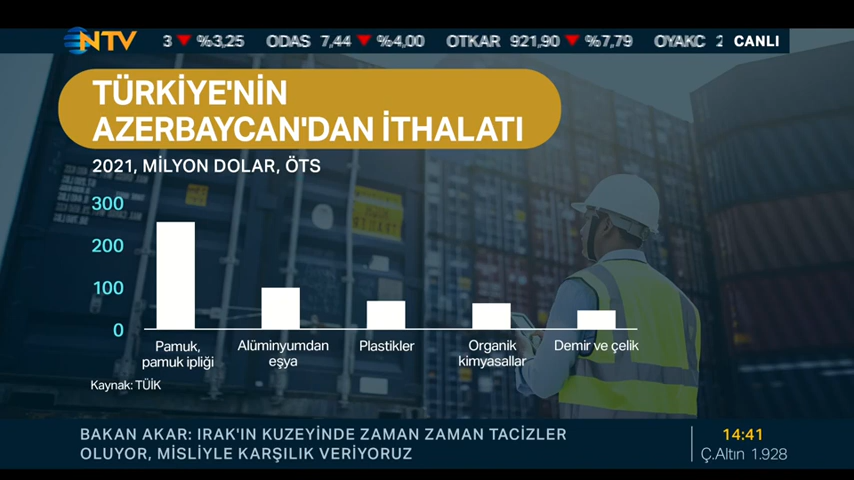 NTV
3 %3,25 ODAS 7,44 %4,00 OTKAR 921,90 %7,79 OYAKC 2 CANLI
TÜRKİYE'NİN
AZERBAYCAN'DAN İTHALATI
2021, MİLYON DOLAR, ÖTS
300
200
100
0
Pamuk,
pamuk ipliği
Alüminyumdan
eşya
Plastikler
Organik
kimyasallar
Demir ve çelik
Kaynak: TÜİK
BAKAN AKAR: IRAK'IN KUZEYİNDE ZAMAN ZAMAN TACİZLER
OLUYOR, MİSLİYLE KARŞILIK VERİYORUZ
14:41
Ç.Altın 1.928